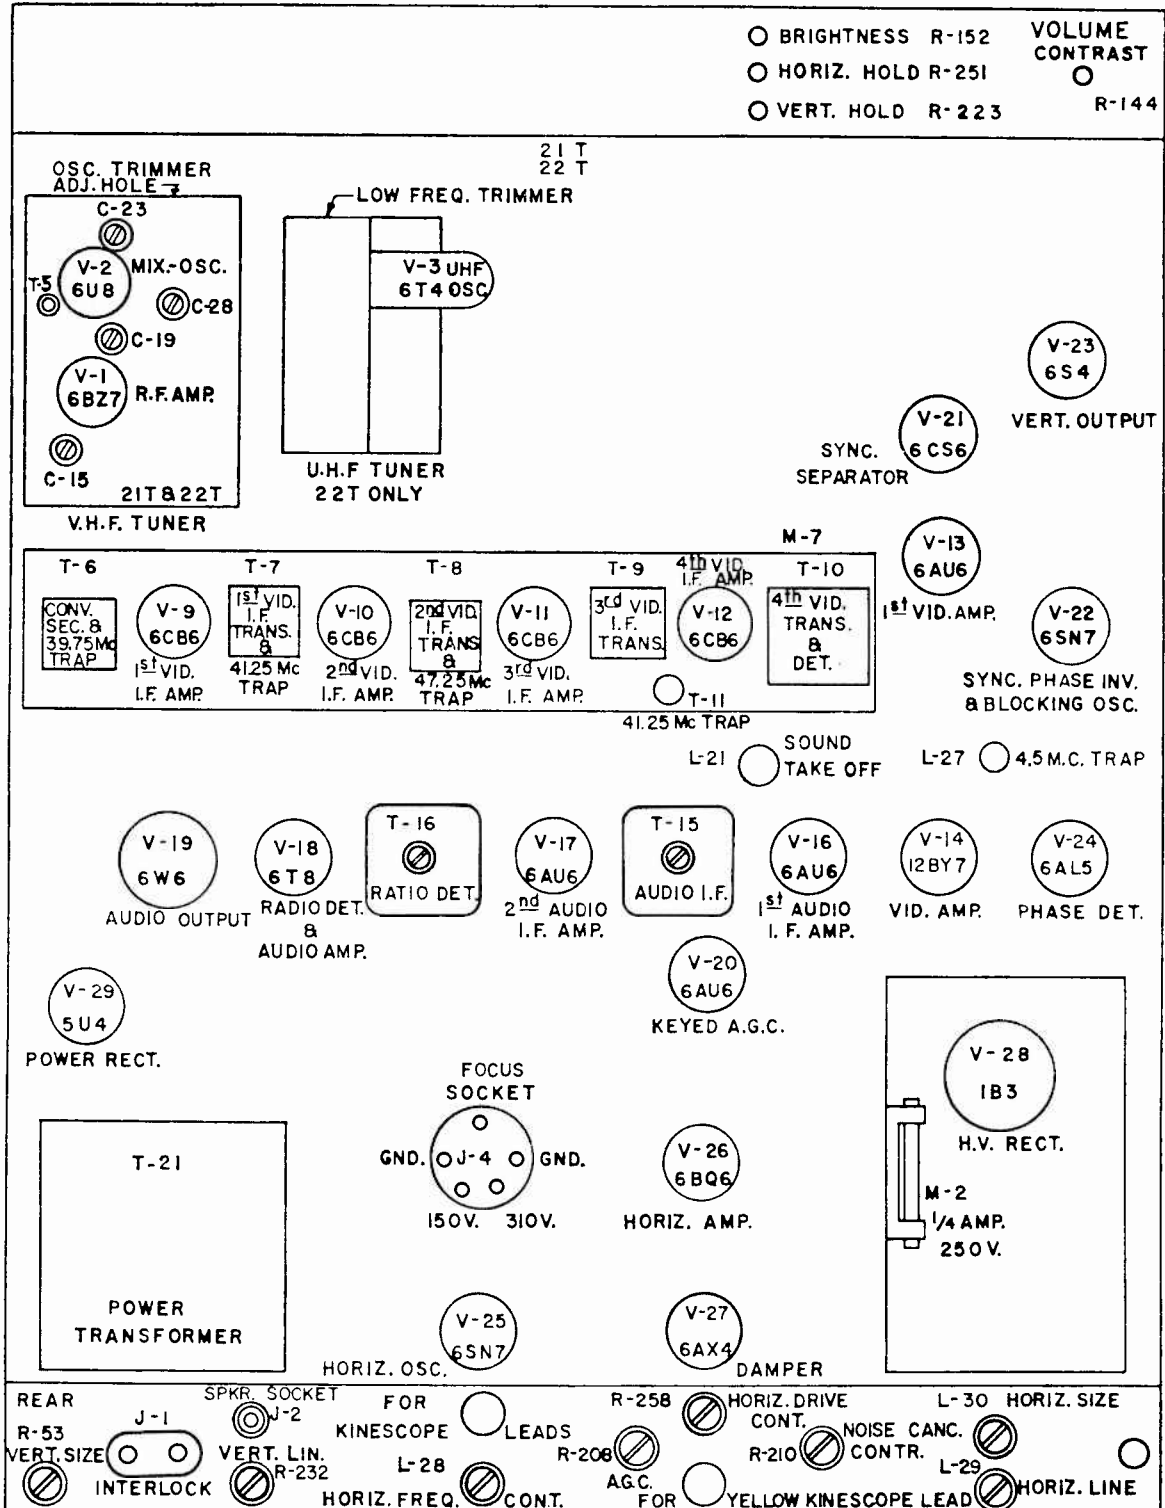 BRIGHTNESS R-152
HORIZ. HOLD R-251
VERT. HOLD R-223
VOLUME
CONTRAST
R-144
21 T
22 T
OSC. TRIMMER
ADJ. HOLE
C-23
V-2
6U8
MIX.-OSC.
T-5
C-28
C-19
V-1
6BZ7
R.F. AMP.
C-15
21T & 22T
V.H.F. TUNER
LOW FREQ. TRIMMER
V-3 UHF
6T4 OSC
U.H.F TUNER
22T ONLY
V-23
6S4
VERT. OUTPUT
V-21
6CS6
SYNC.
SEPARATOR
M-7
V-13
6AU6
1st VID. AMP.
V-22
6SN7
SYNC. PHASE INV.
& BLOCKING OSC.
T-6
CONV.
SEC. &
39.75 Mc
TRAP
V-9
6CB6
1st VID.
I.F. AMP.
T-7
1st VID.
I.F.
TRANS.
&
41.25 Mc
TRAP
V-10
6CB6
2nd VID.
I.F. AMP.
T-8
2nd VID.
I.F.
TRANS
&
47.25 Mc
TRAP
V-11
6CB6
3rd VID.
I.F. AMP.
T-9
3rd VID.
I.F.
TRANS.
4th VID.
I.F. AMP.
V-12
6CB6
T-10
4th VID.
TRANS.
&
DET.
T-11
41.25 Mc TRAP
L-21
SOUND
TAKE OFF
L-27
4.5 M.C. TRAP
V-19
6W6
AUDIO OUTPUT
V-18
6T8
RADIO DET.
&
AUDIO AMP.
T-16
RATIO DET.
V-17
6AU6
2nd AUDIO
I.F. AMP.
T-15
AUDIO I.F.
V-16
6AU6
1st AUDIO
I. F. AMP.
V-14
12BY7
VID. AMP.
V-24
6AL5
PHASE DET.
V-20
6AU6
KEYED A.G.C.
V-29
5U4
POWER RECT.
V-28
1B3
H.V. RECT.
M-2
1/4 AMP.
250V.
FOCUS
SOCKET
GND.
J-4
GND.
150V. 310V.
V-26
6BQ6
HORIZ. AMP.
T-21
POWER
TRANSFORMER
V-25
6SN7
HORIZ. OSC.
V-27
6AX4
DAMPER
REAR
R-53
VERT. SIZE
J-1
INTERLOCK
SPKR. SOCKET
J-2
VERT. LIN.
R-232
FOR
KINESCOPE LEADS
L-28
HORIZ. FREQ. CONT.
R-258
HORIZ. DRIVE
CONT.
R-208
A.G.C.
R-210
NOISE CANC.
CONTR.
FOR YELLOW KINESCOPE LEAD
L-30 HORIZ. SIZE
L-29
HORIZ. LINE